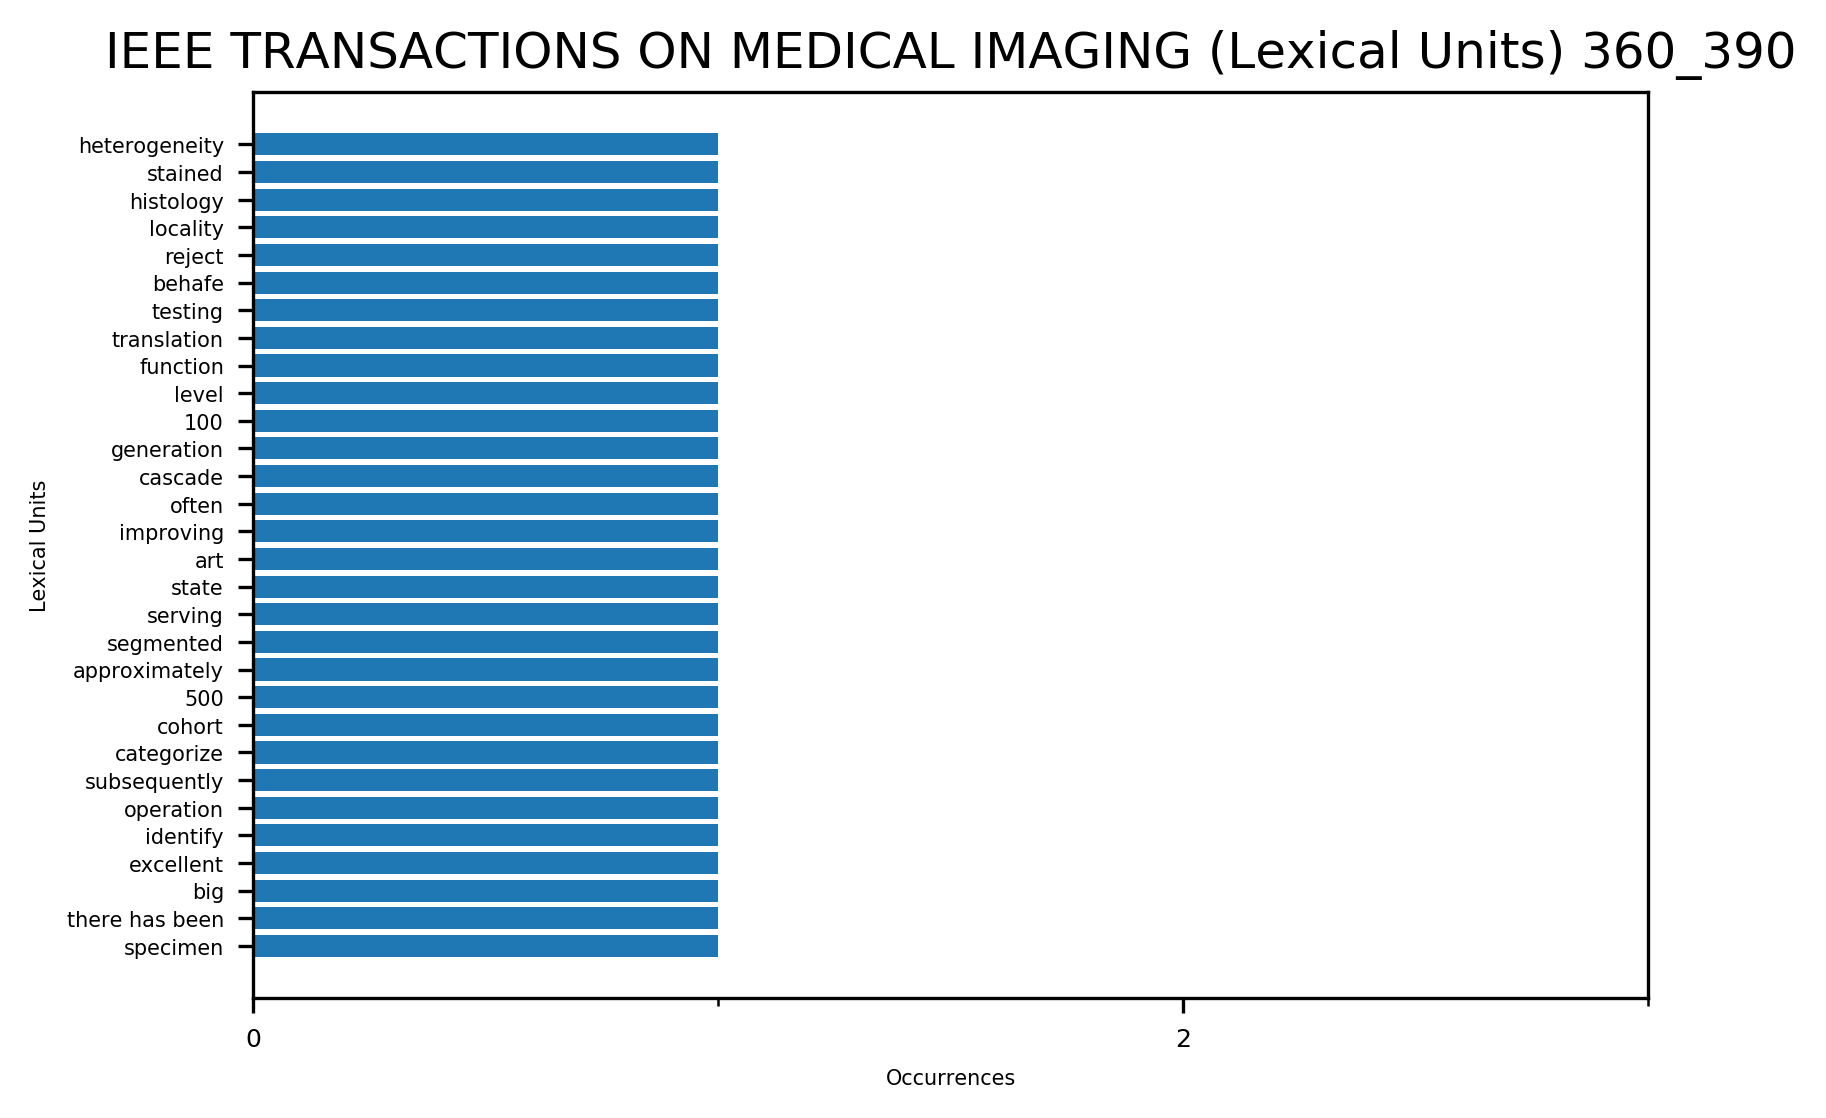 IEEE TRANSACTIONS ON MEDICAL IMAGING (Lexical Units) 360_390
heterogeneity
stained
histology
locality
reject
behafe
testing
translation
function
level
100
generation
cascade
often
improving
art
state
serving
segmented
approximately
500
cohort
categorize
subsequently
operation
identify
excellent
big
there has been
specimen
Lexical Units
0
2
Occurrences